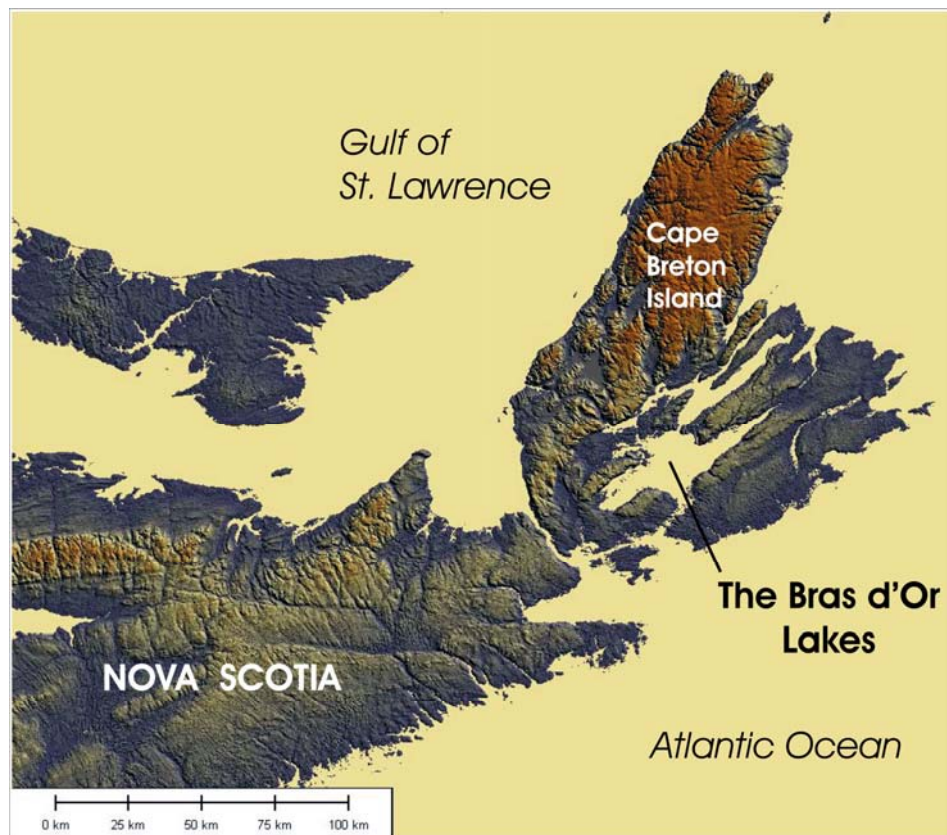 Gulf of
St. Lawrence
Cape
Breton
Island
The Bras d'Or
Lakes
NOVA SCOTIA
Atlantic Ocean
0 km 25 km 50 km 75 km 100 km